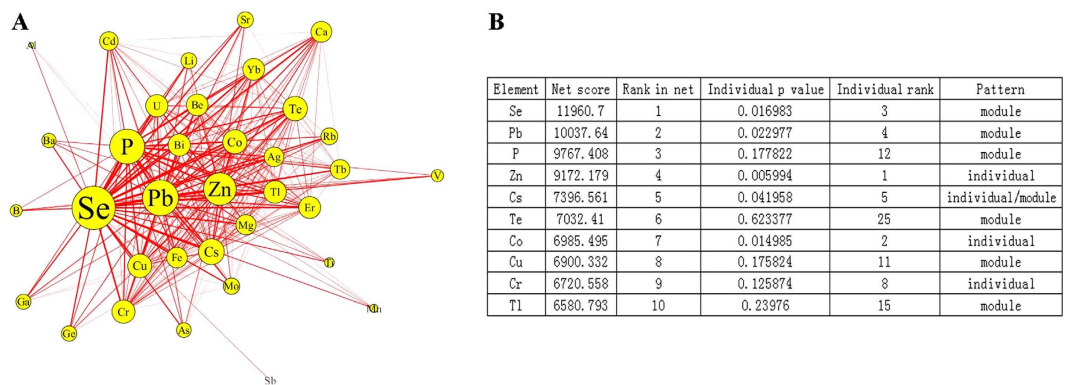 A
B
Sr
Al
Cd
Ca
Li
Yb
U
Be
Te
Ba
P
Bi
Co
Rb
Ag
Tb
V
Se
Pb
Zn
Tl
Er
B
Mg
Cu
Fe
Cs
Ti
Mo
Ga
Cr
Ge
As
Sb
Element Net score Rank in net Individual p value Individual rank Pattern
Se 11960.7 1 0.016983 3 module
Pb 10037.64 2 0.022977 4 module
P 9767.408 3 0.177822 12 module
Zn 9172.179 4 0.005994 1 individual
Cs 7396.561 5 0.041958 5 individual/module
Te 7032.41 6 0.623377 25 module
Co 6985.495 7 0.014985 2 individual
Cu 6900.332 8 0.175824 11 module
Cr 6720.558 9 0.125874 8 individual
Tl 6580.793 10 0.23976 15 module